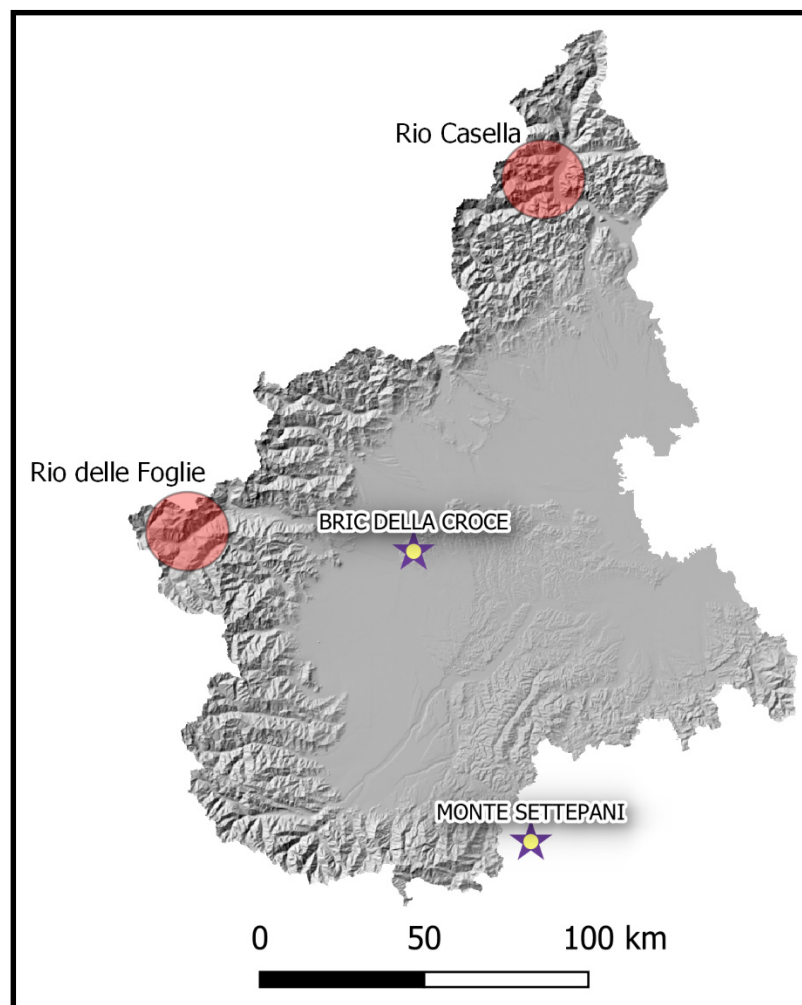 Rio Casella
Rio delle Foglie
BRIC DELLA CROCE
MONTE SETTEPANI
0 50 100 km